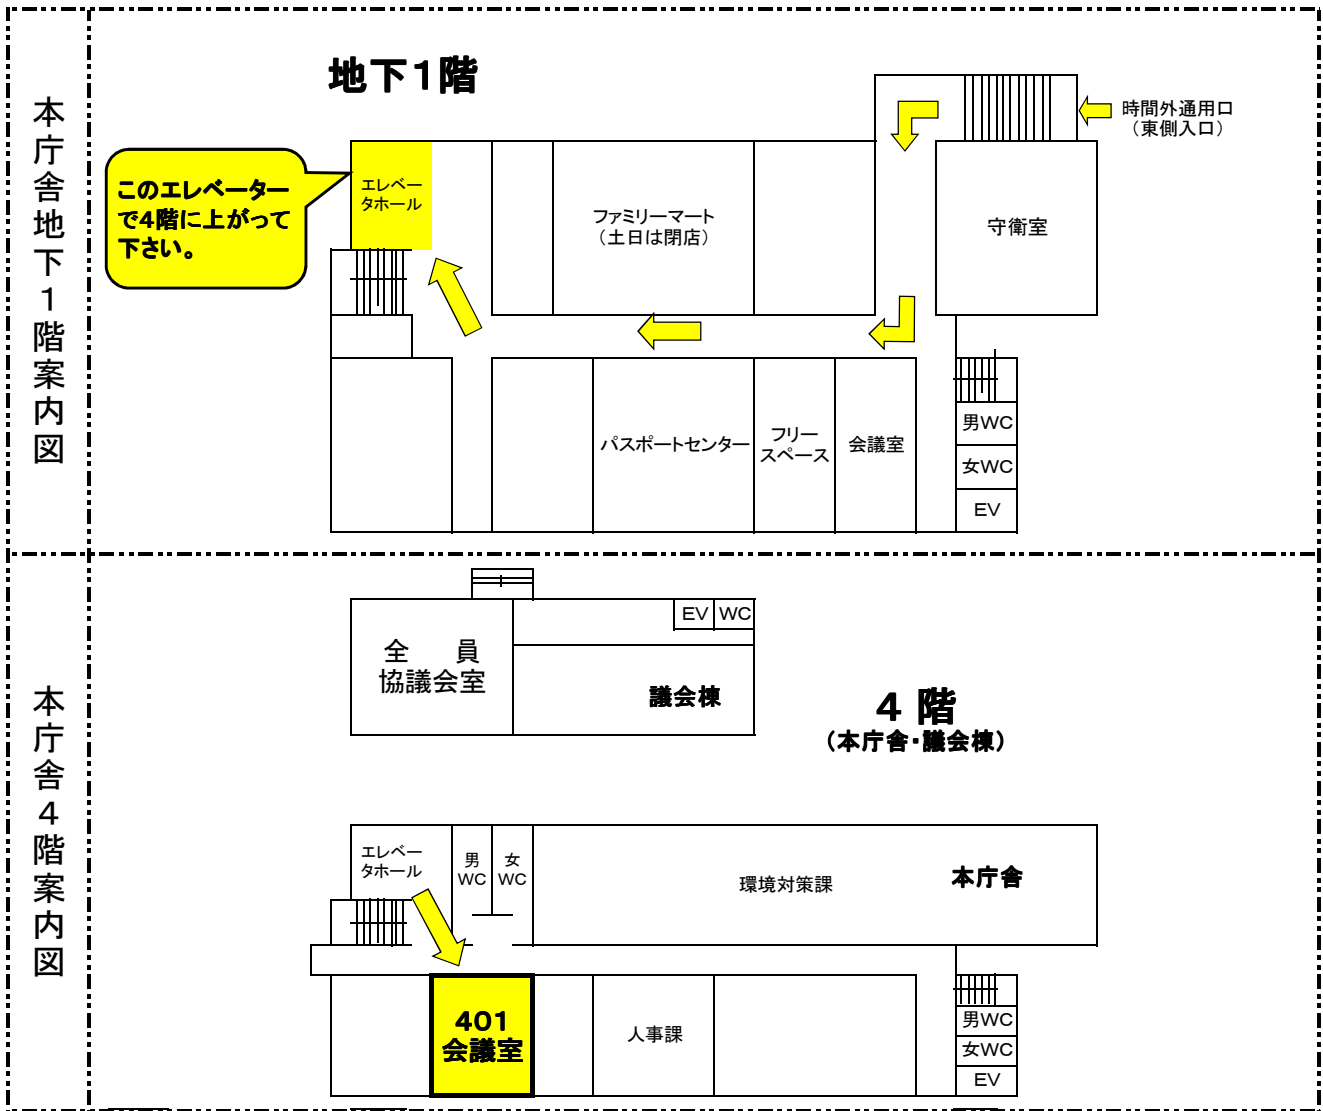 本庁舎地下1階案内図
地下1階
時間外通用口
（東側入口）
このエレベーター
で4階に上がって
下さい。
エレベー
タホール
ファミリーマート
（土日は閉店）
守衛室
パスポートセンター
フリー
スペース
会議室
男WC
女WC
EV
本庁舎4階案内図
EV
WC
全　員
協議会室
議会棟
4 階
（本庁舎・議会棟）
エレベー
タホール
男
WC
女
WC
環境対策課
本庁舎
401
会議室
人事課
男WC
女WC
EV